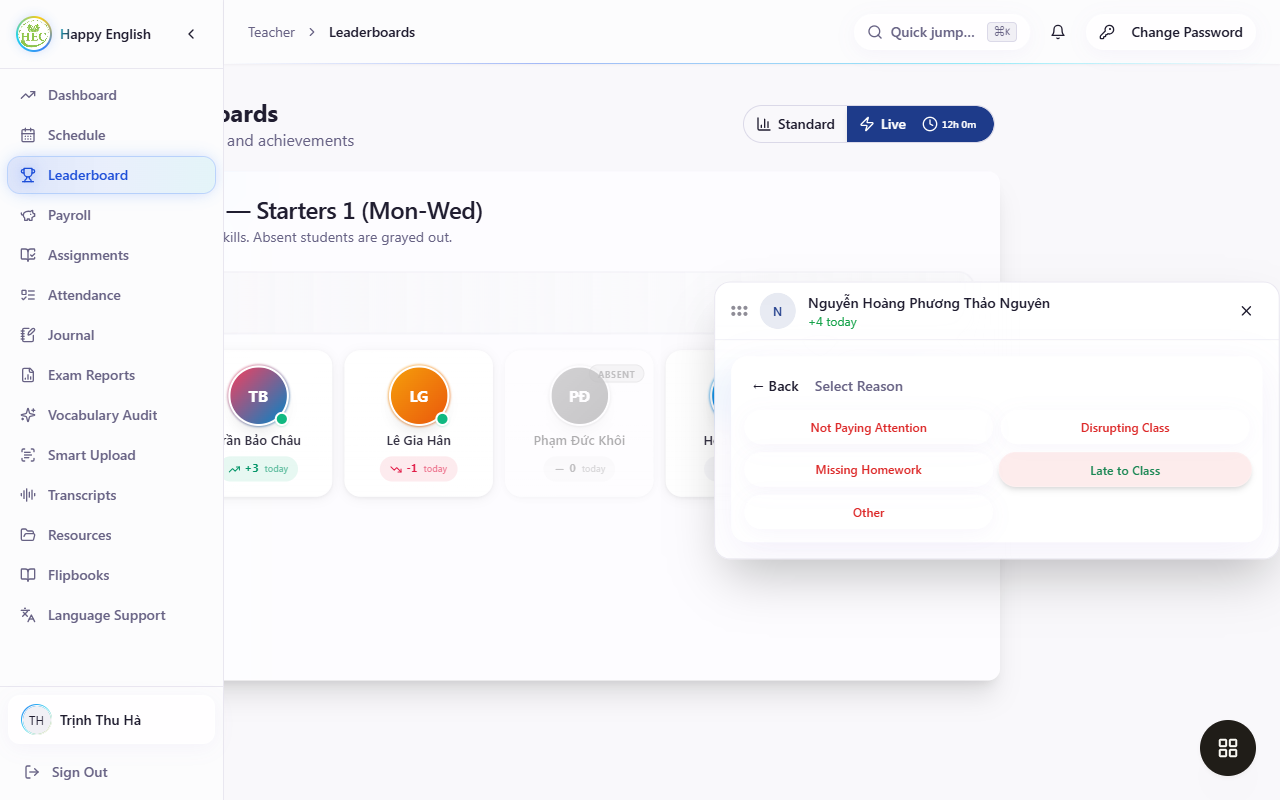 HEC
Happy English
Teacher
Leaderboards
Quick jump...
⌘K
Change Password
Dashboard
Schedule
Leaderboard
Payroll
Assignments
Attendance
Journal
Exam Reports
Vocabulary Audit
Smart Upload
Transcripts
Resources
Flipbooks
Language Support
TH
Trịnh Thu Hà
Sign Out
and achievements
Standard
Live
12h 0m
— Starters 1 (Mon-Wed)
Absent students are grayed out.
TB
Bảo Châu
+3 today
LG
Lê Gia Hân
-1 today
PĐ
ABSENT
Phạm Đức Khôi
— 0 today
N
Nguyễn Hoàng Phương Thảo Nguyên
+4 today
← Back
Select Reason
Not Paying Attention
Disrupting Class
Missing Homework
Late to Class
Other